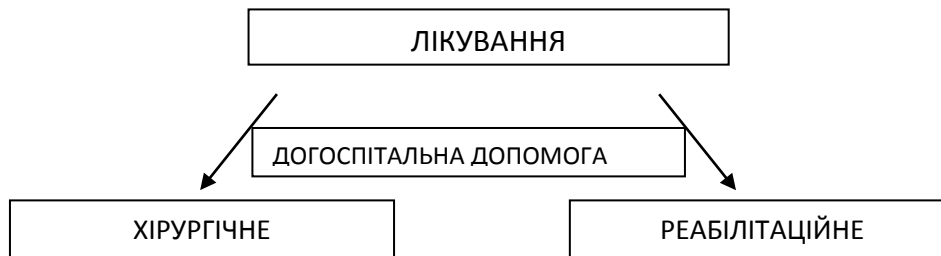 ЛІКУВАННЯ
ДОГОСПІТАЛЬНА ДОПОМОГА
ХІРУРГІЧНЕ
РЕАБІЛІТАЦІЙНЕ